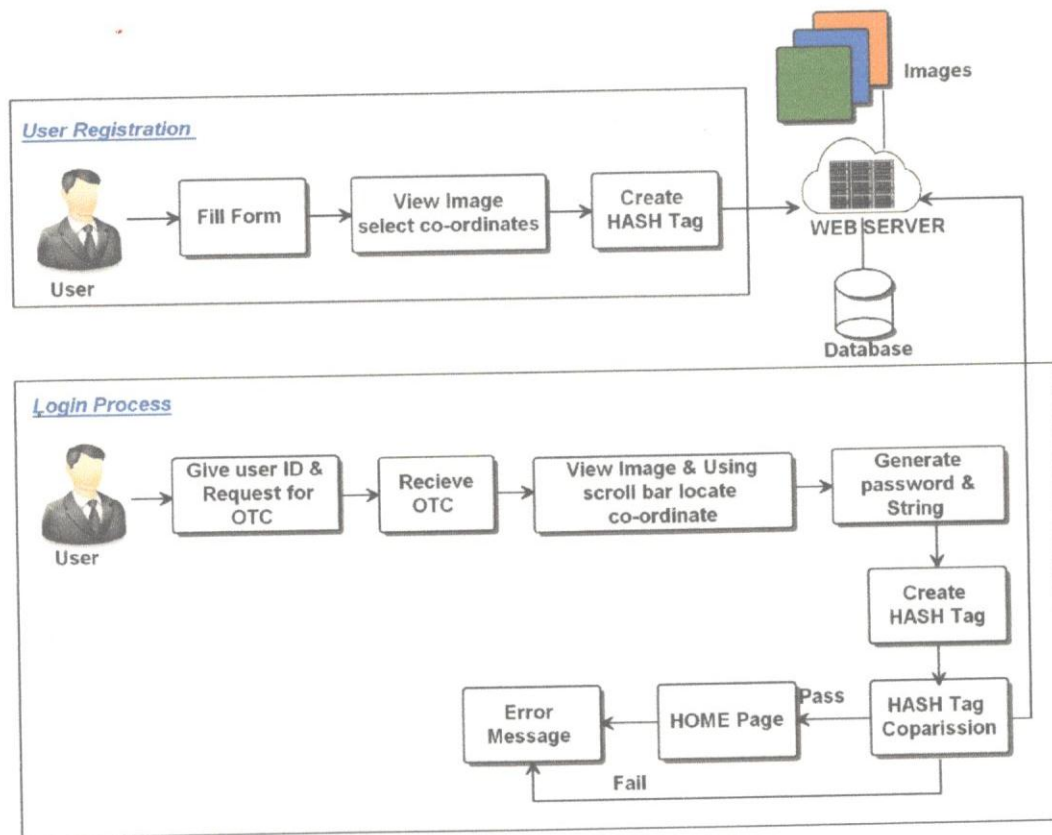 Images
User Registration
Fill Form
View Image
select co-ordinates
Create
HASH Tag
User
WEB SERVER
Database
Login Process
Give user ID &
Request for
OTC
Recieve
OTC
View Image & Using
scroll bar locate
co-ordinate
Generate
password &
String
User
Create
HASH Tag
Pass
Error
Message
HOME Page
HASH Tag
Coparission
Fail